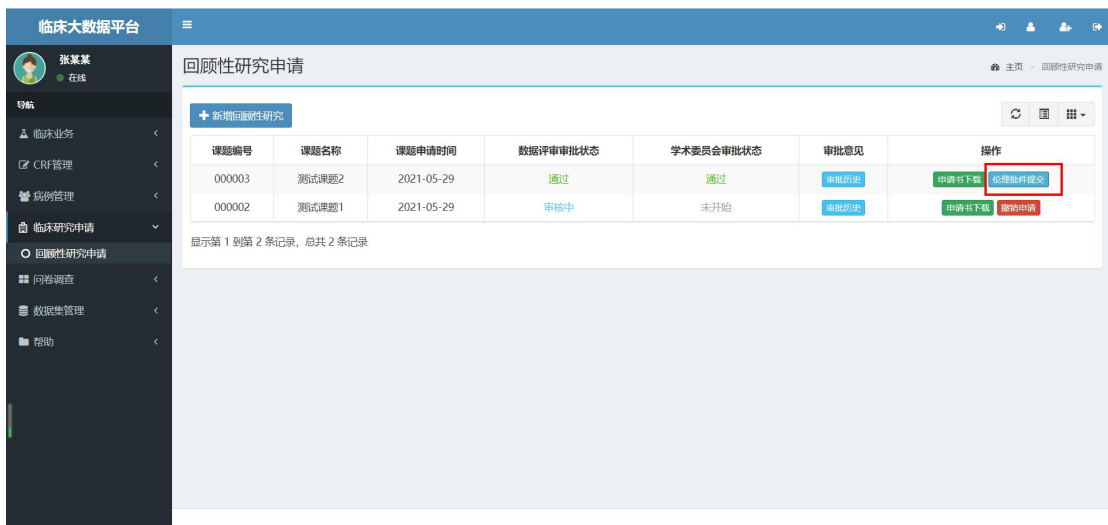 临床大数据平台
张某某
在线
导航
临床业务
CRF管理
病例管理
临床研究申请
回顾性研究申请
问卷调查
数据集管理
帮助
回顾性研究申请
主页 > 回顾性研究申请
新增回顾性研究
课题编号 课题名称 课题申请时间 数据评审审批状态 学术委员会审批状态 审批意见 操作
000003 测试课题2 2021-05-29 通过 通过 审批历史 申请书下载 伦理批件提交
000002 测试课题1 2021-05-29 审核中 未开始 审批历史 申请书下载 撤销申请
显示第 1 到第 2 条记录，总共 2 条记录